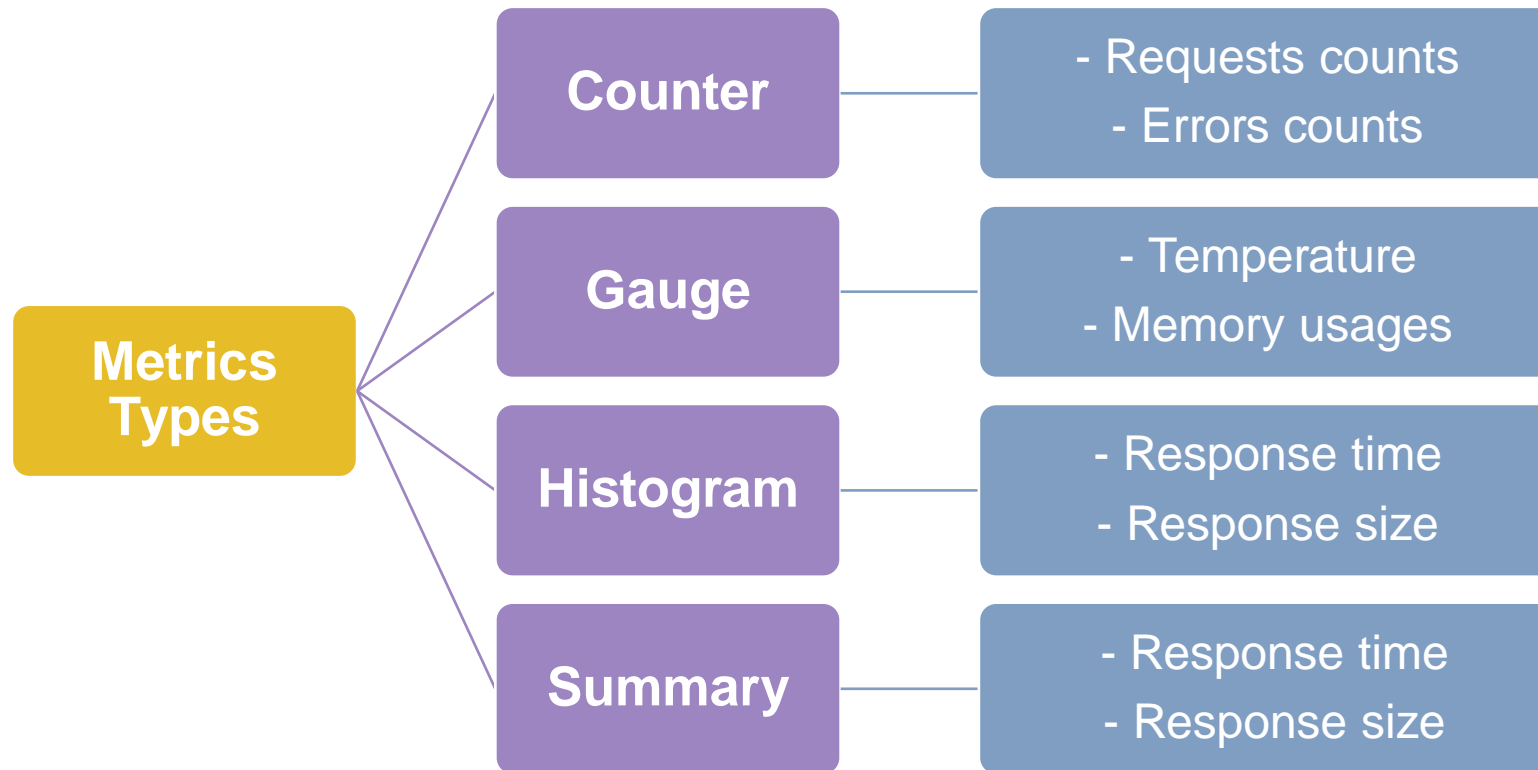 Metrics
Types
Counter
- Requests counts
- Errors counts
Gauge
- Temperature
- Memory usages
Histogram
- Response time
- Response size
Summary
- Response time
- Response size